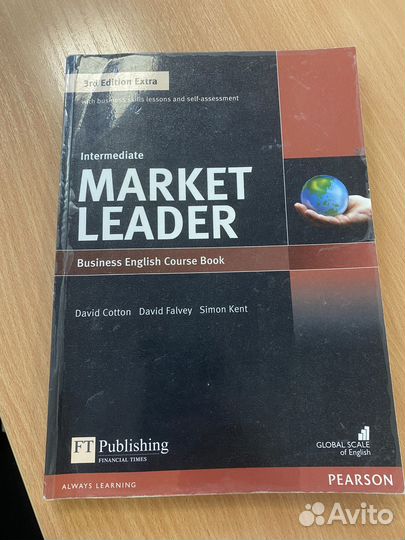 3rd Edition Extra
with business skills lessons and self-assessment
Intermediate
MARKET
LEADER
Business English Course Book
David Cotton David Falvey Simon Kent
FT Publishing
FINANCIAL TIMES
GLOBAL SCALE
of English
ALWAYS LEARNING
PEARSON
Avito